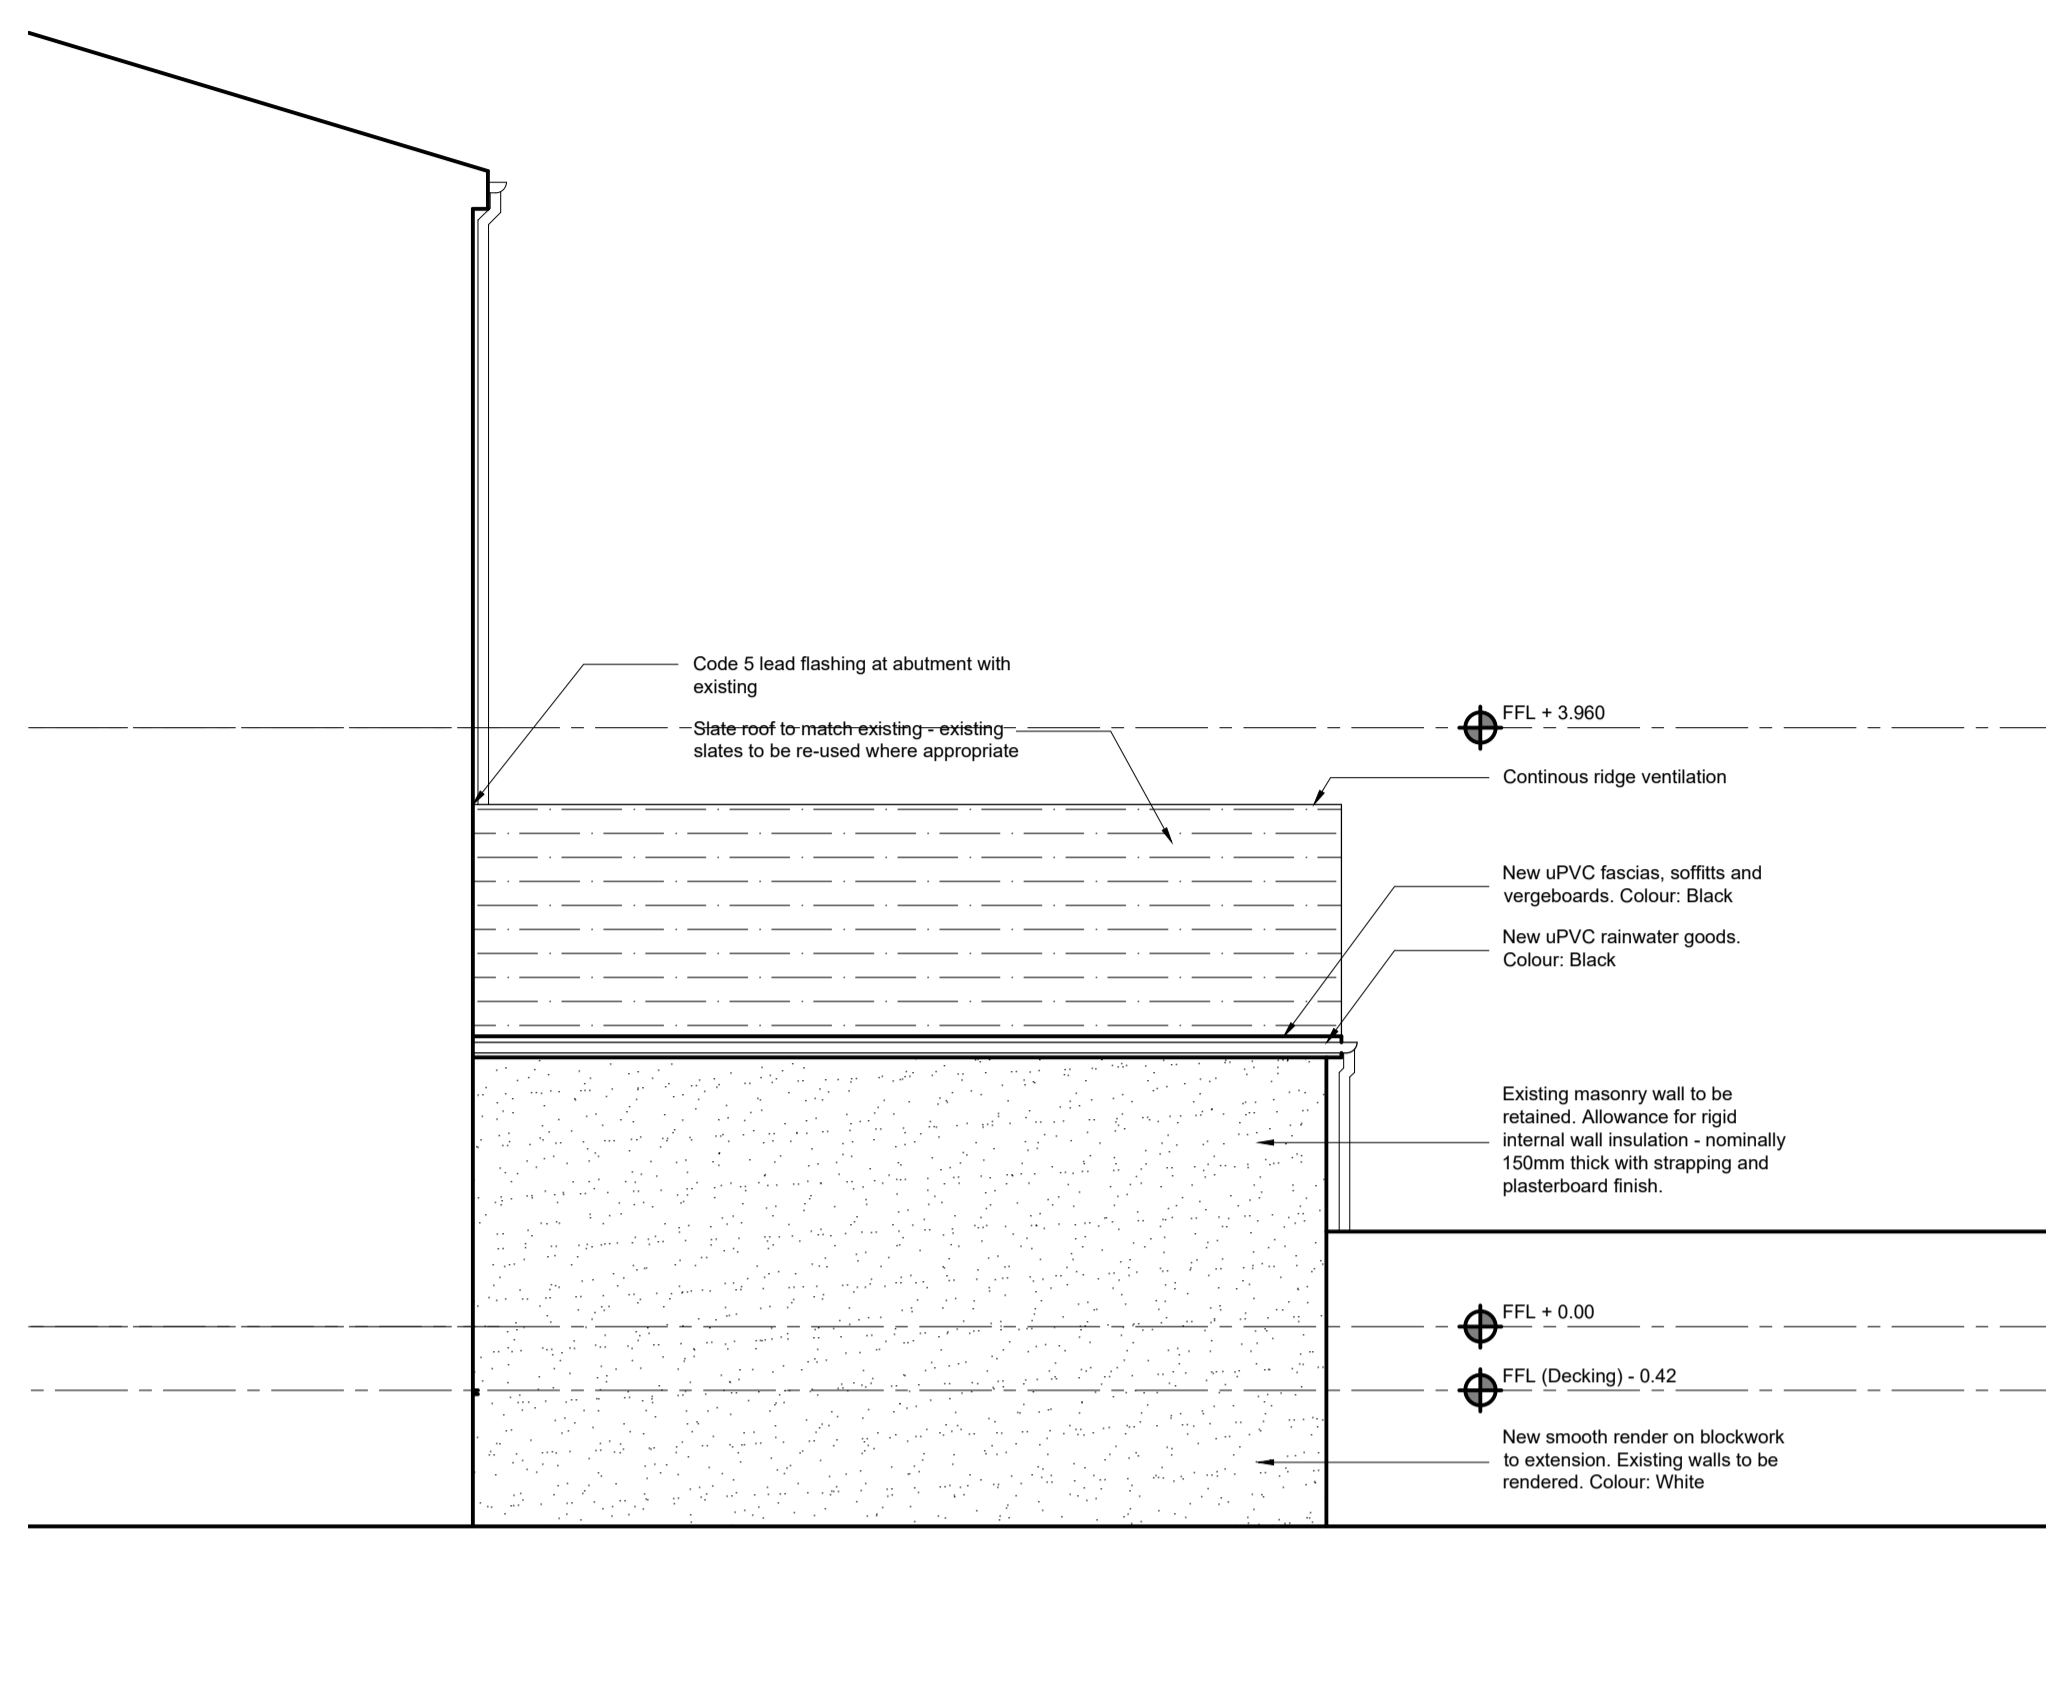 Code 5 lead flashing at abutment with
existing
Slate roof to match existing - existing
slates to be re-used where appropriate
FFL + 3.960
Continous ridge ventilation
New uPVC fascias, soffitts and
vergeboards. Colour: Black
New uPVC rainwater goods.
Colour: Black
Existing masonry wall to be
retained. Allowance for rigid
internal wall insulation - nominally
150mm thick with strapping and
plasterboard finish.
FFL + 0.00
FFL (Decking) - 0.42
New smooth render on blockwork
to extension. Existing walls to be
rendered. Colour: White